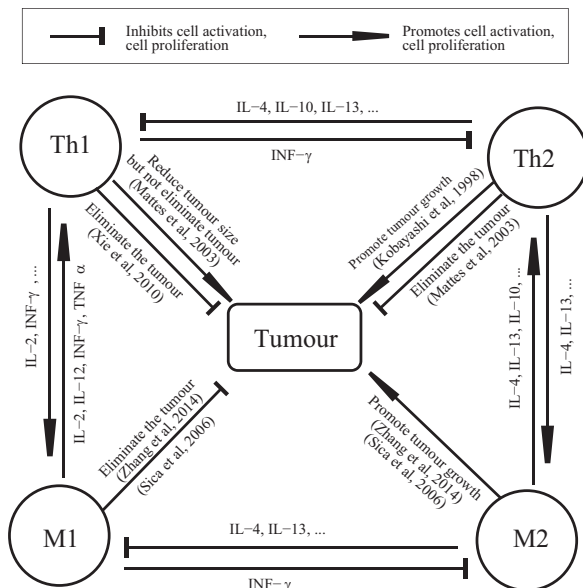 Inhibits cell activation,
cell proliferation
Promotes cell activation,
cell proliferation
IL−4, IL−10, IL−13, ...
INF−γ
Th1
Th2
Reduce tumour size
but not eliminate tumour
(Mattes et al, 2003)
Eliminate the tumour
(Xie et al, 2010)
Promote tumour growth
(Kobayashi et al, 1998)
Eliminate the tumour
(Mattes et al, 2003)
IL−2, INF−γ , ...
IL−2, IL−12, INF−γ, TNF α
Tumour
IL−4, IL−13, IL−10, ...
IL−4, IL−13, ...
Eliminate the tumour
(Zhang et al, 2014)
(Sica et al, 2006)
Promote tumour growth
(Zhang et al, 2014)
(Sica et al, 2006)
M1
M2
IL−4, IL−13, ...
INF−γ